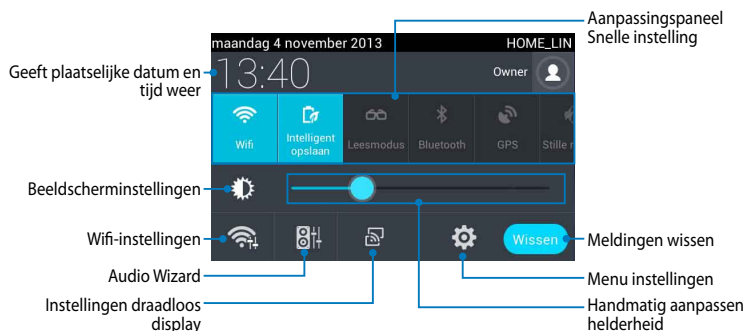 Aanpassingspaneel
Snelle instelling
maandag 4 november 2013 HOME_LIN
Geeft plaatselijke datum en
tijd weer
13:40
Owner
Wifi
Intelligent
opslaan
Leesmodus
Bluetooth
GPS
Stille
Beeldscherminstellingen
Wifi-instellingen
Wissen
Meldingen wissen
Audio Wizard
Menu instellingen
Instellingen draadloos
display
Handmatig aanpassen
helderheid